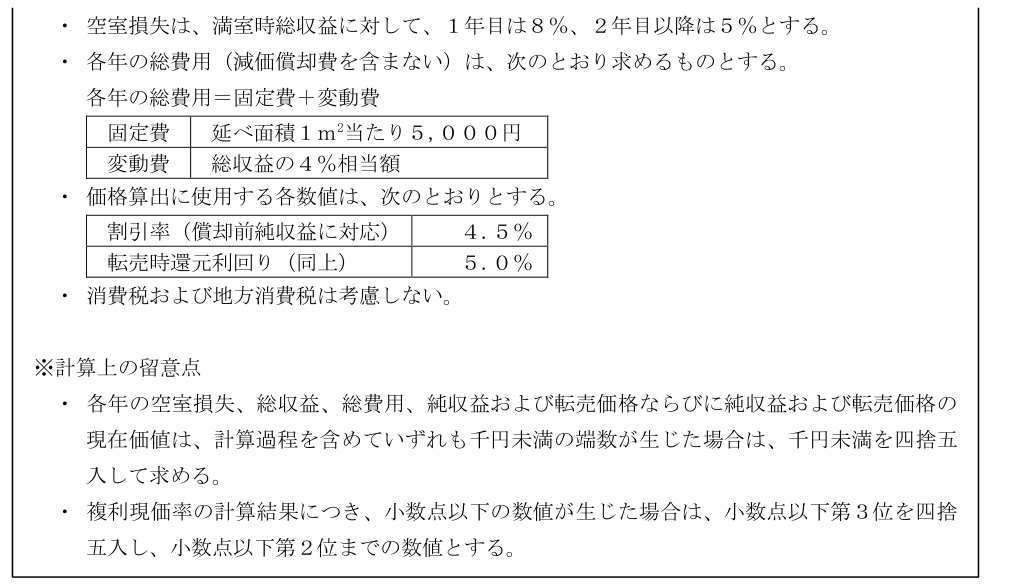 ・ 空室損失は、満室時総収益に対して、１年目は８％、２年目以降は５％とする。
・ 各年の総費用（減価償却費を含まない）は、次のとおり求めるものとする。
各年の総費用＝固定費＋変動費
固定費 延べ面積１㎡当たり５,０００円
変動費 総収益の４％相当額
・ 価格算出に使用する各数値は、次のとおりとする。
割引率（償却前純収益に対応） ４.５％
転売時還元利回り（同上） ５.０％
・ 消費税および地方消費税は考慮しない。
※計算上の留意点
・ 各年の空室損失、総収益、総費用、純収益および転売価格ならびに純収益および転売価格の
現在価値は、計算過程を含めていずれも千円未満の端数が生じた場合は、千円未満を四捨五
入して求める。
・ 複利現価率の計算結果につき、小数点以下の数値が生じた場合は、小数点以下第３位を四捨
五入し、小数点以下第２位までの数値とする。